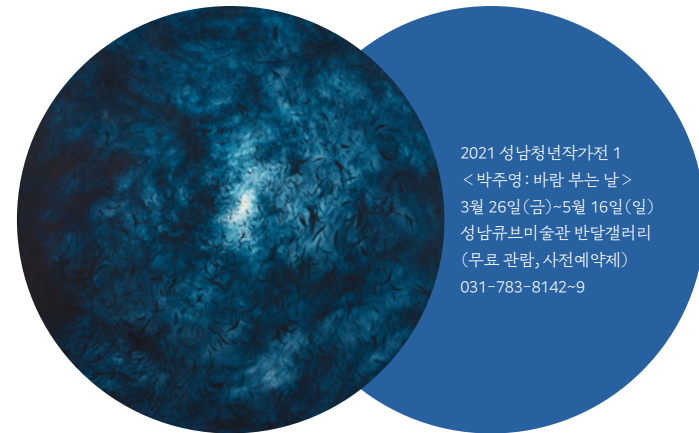 2021 성남청년작가전 1
<박주영: 바람 부는 날>
3월 26일(금)~5월 16일(일)
성남큐브미술관 반달갤러리
(무료 관람, 사전예약제)
031-783-8142~9